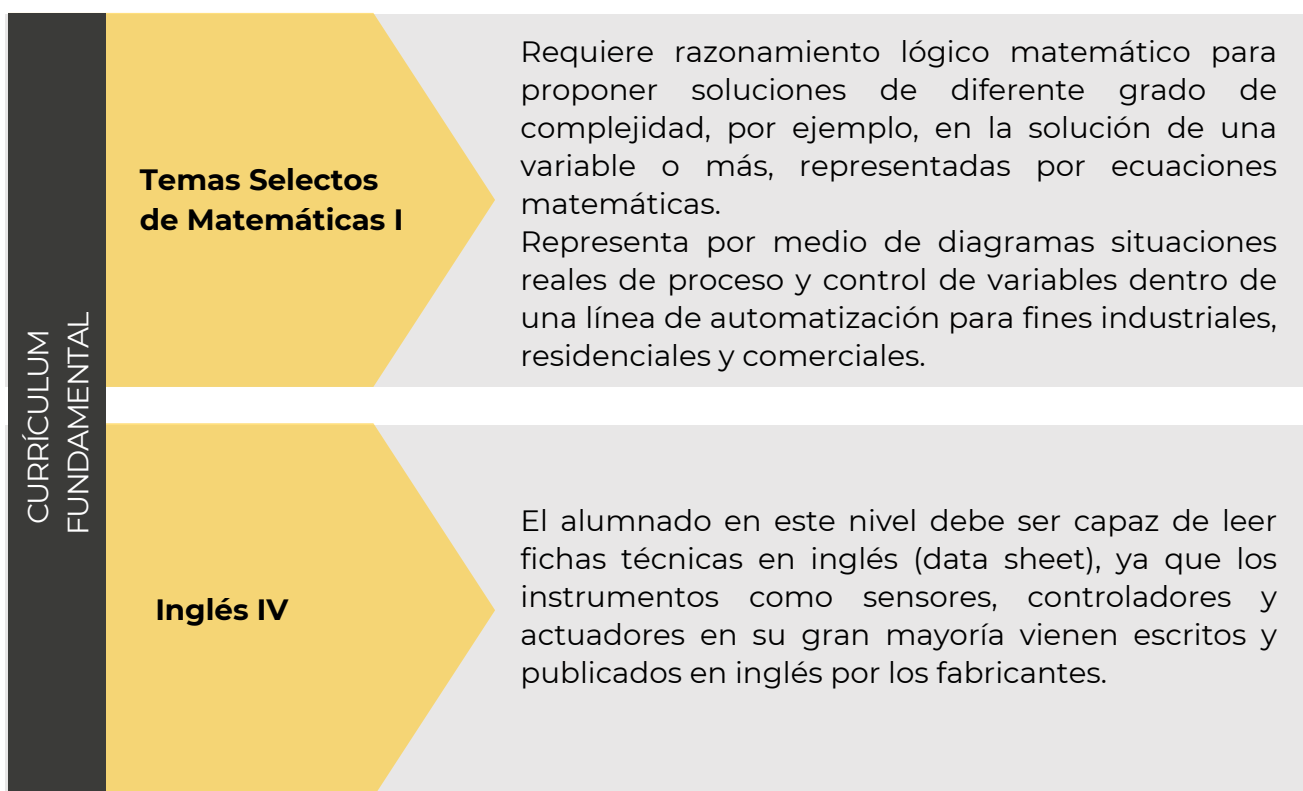 CURRÍCULUM
FUNDAMENTAL
Temas Selectos
de Matemáticas I
Requiere razonamiento lógico matemático para
proponer soluciones de diferente grado de
complejidad, por ejemplo, en la solución de una
variable o más, representadas por ecuaciones
matemáticas.
Representa por medio de diagramas situaciones
reales de proceso y control de variables dentro de
una línea de automatización para fines industriales,
residenciales y comerciales.
Inglés IV
El alumnado en este nivel debe ser capaz de leer
fichas técnicas en inglés (data sheet), ya que los
instrumentos como sensores, controladores y
actuadores en su gran mayoría vienen escritos y
publicados en inglés por los fabricantes.